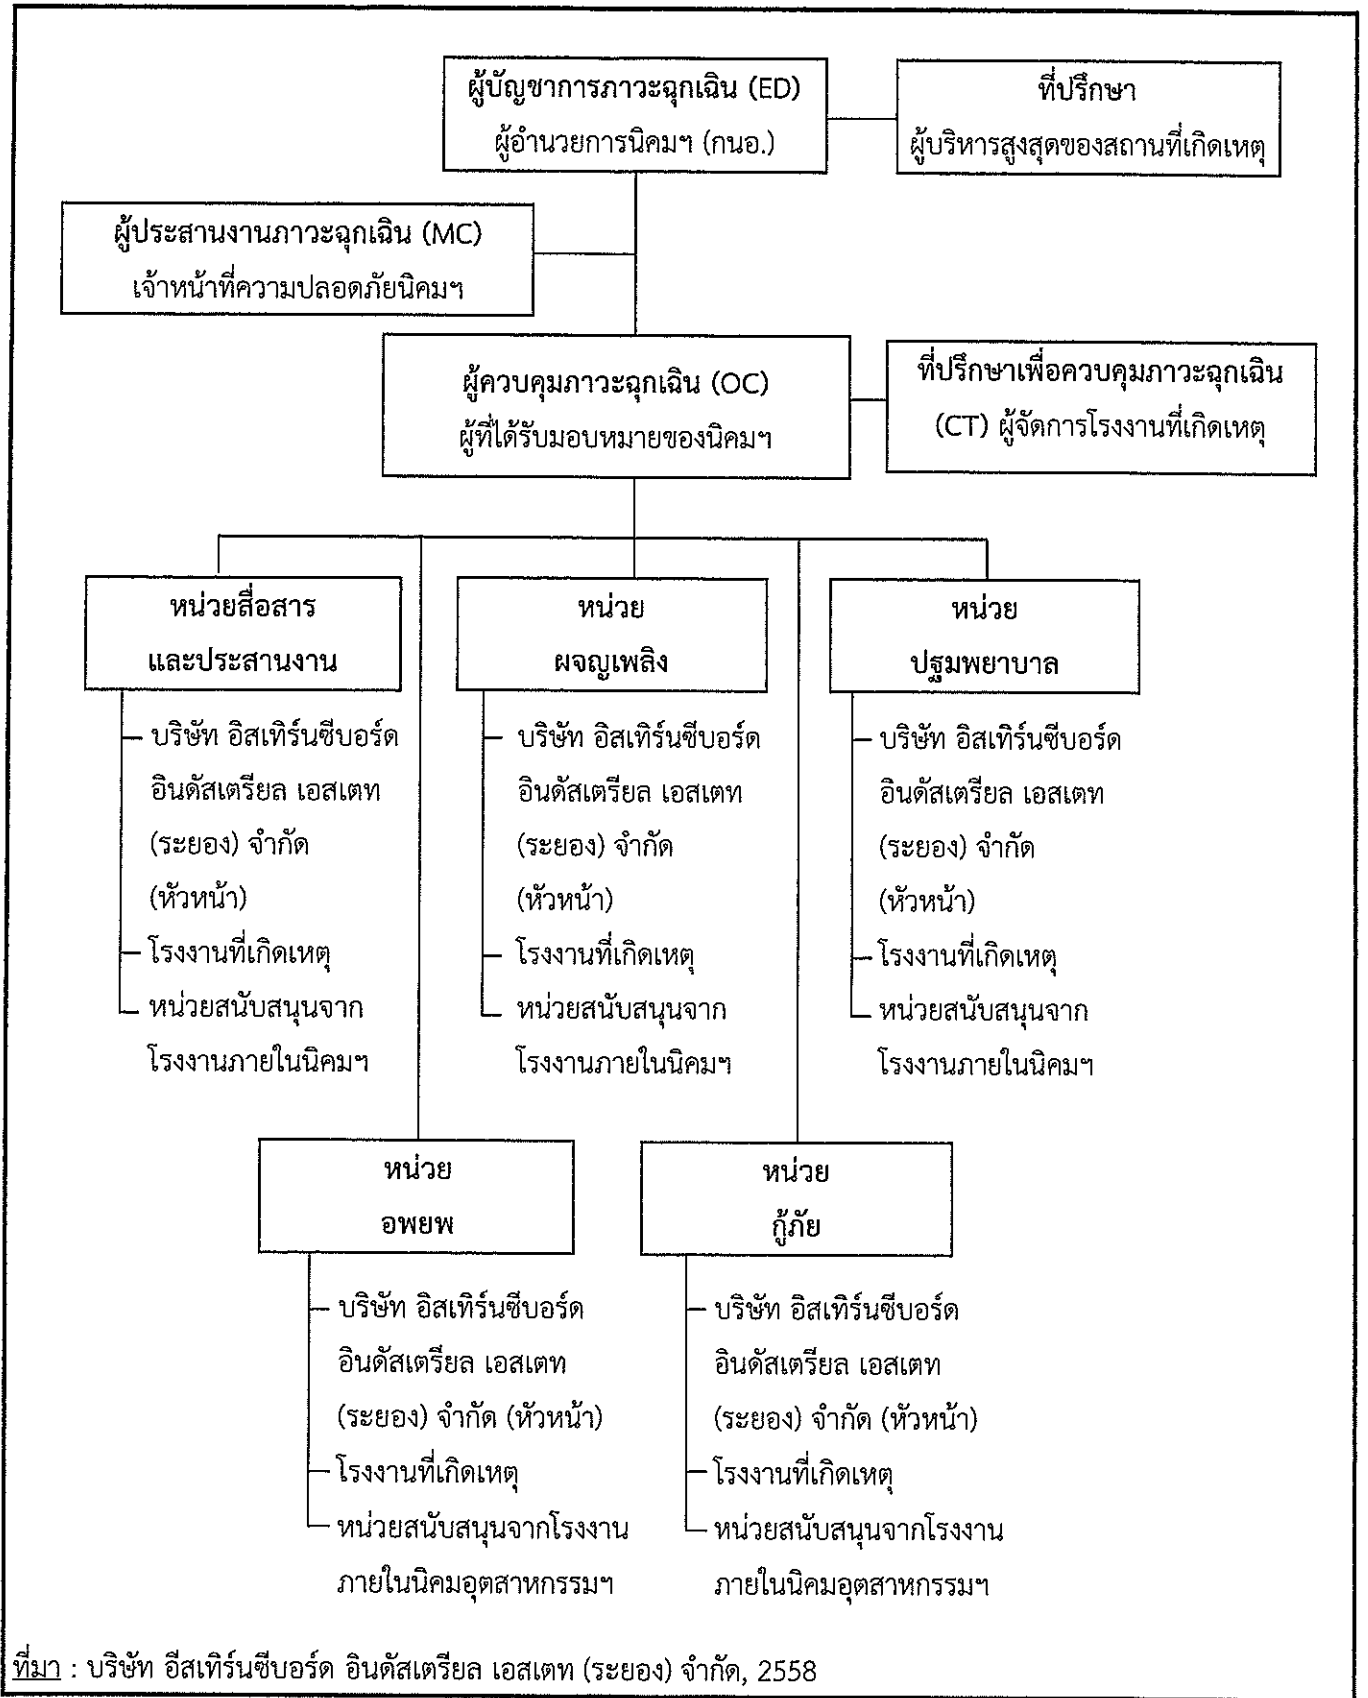 ผู้บัญชาการภาวะฉุกเฉิน (ED)
ผู้อำนวยการนิคมฯ (กนอ.)
ที่ปรึกษา
ผู้บริหารสูงสุดของสถานที่เกิดเหตุ
ผู้ประสานงานภาวะฉุกเฉิน (MC)
เจ้าหน้าที่ความปลอดภัยนิคมฯ
ผู้ควบคุมภาวะฉุกเฉิน (OC)
ผู้ที่ได้รับมอบหมายของนิคมฯ
ที่ปรึกษาเพื่อควบคุมภาวะฉุกเฉิน
(CT) ผู้จัดการโรงงานที่เกิดเหตุ
หน่วยสื่อสาร
และประสานงาน
บริษัท อิสเทิร์นซีบอร์ด
อินดัสเตรียล เอสเตท
(ระยอง) จำกัด
(หัวหน้า)
โรงงานที่เกิดเหตุ
หน่วยสนับสนุนจาก
โรงงานภายในนิคมฯ
หน่วย
ผจญเพลิง
บริษัท อิสเทิร์นซีบอร์ด
อินดัสเตรียล เอสเตท
(ระยอง) จำกัด
(หัวหน้า)
โรงงานที่เกิดเหตุ
หน่วยสนับสนุนจาก
โรงงานภายในนิคมฯ
หน่วย
ปฐมพยาบาล
บริษัท อิสเทิร์นซีบอร์ด
อินดัสเตรียล เอสเตท
(ระยอง) จำกัด
(หัวหน้า)
โรงงานที่เกิดเหตุ
หน่วยสนับสนุนจาก
โรงงานภายในนิคมฯ
หน่วย
อพยพ
บริษัท อิสเทิร์นซีบอร์ด
อินดัสเตรียล เอสเตท
(ระยอง) จำกัด (หัวหน้า)
โรงงานที่เกิดเหตุ
หน่วยสนับสนุนจากโรงงาน
ภายในนิคมอุตสาหกรรมฯ
หน่วย
กู้ภัย
บริษัท อิสเทิร์นซีบอร์ด
อินดัสเตรียล เอสเตท
(ระยอง) จำกัด (หัวหน้า)
โรงงานที่เกิดเหตุ
หน่วยสนับสนุนจากโรงงาน
ภายในนิคมอุตสาหกรรมฯ
ที่มา : บริษัท อีสเทิร์นซีบอร์ด อินดัสเตรียล เอสเตท (ระยอง) จำกัด, 2558